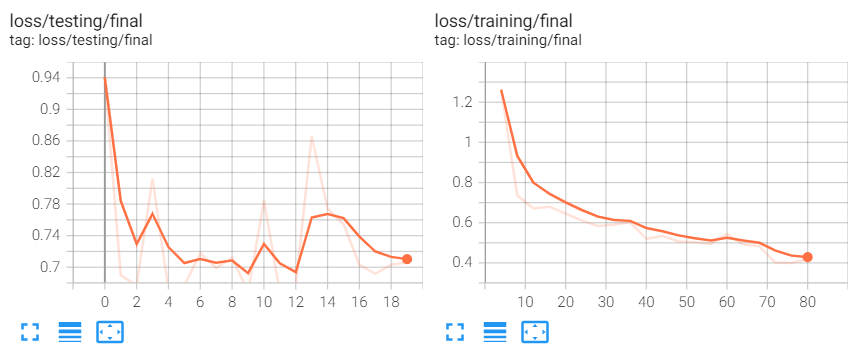 loss/testing/final
tag: loss/testing/final
0.94
0.9
0.86
0.82
0.78
0.74
0.7
0 2 4 6 8 10 12 14 16 18
loss/training/final
tag: loss/training/final
1.2
1
0.8
0.6
0.4
10 20 30 40 50 60 70 80